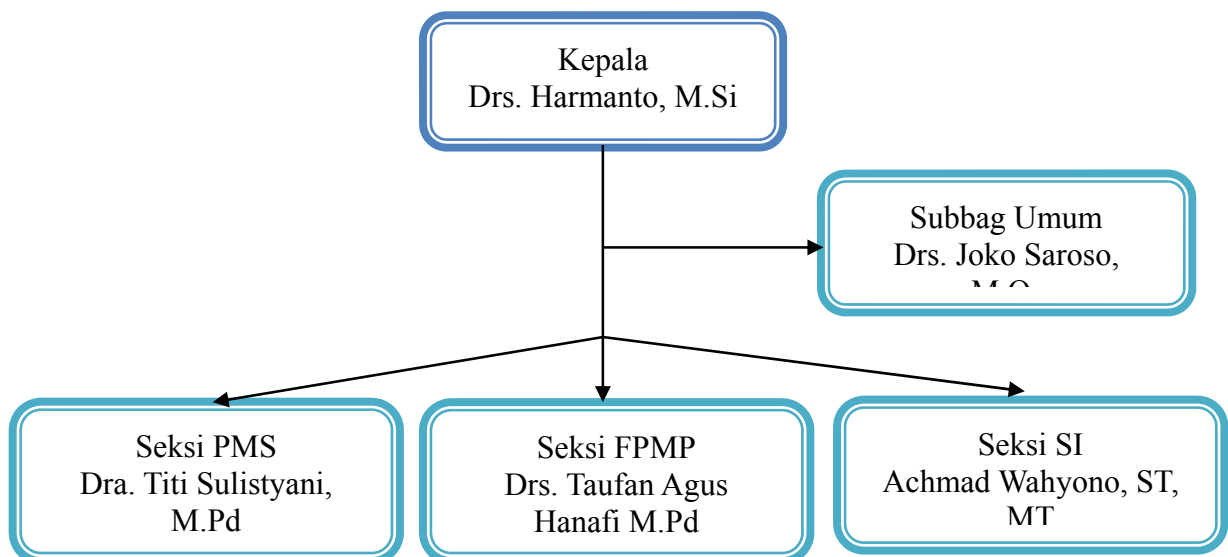 Kepala
Drs. Harmanto, M.Si
Subbag Umum
Drs. Joko Saroso,
Seksi PMS
Dra. Titi Sulistyani,
M.Pd
Seksi FPMP
Drs. Taufan Agus
Hanafi M.Pd
Seksi SI
Achmad Wahyono, ST,
MT